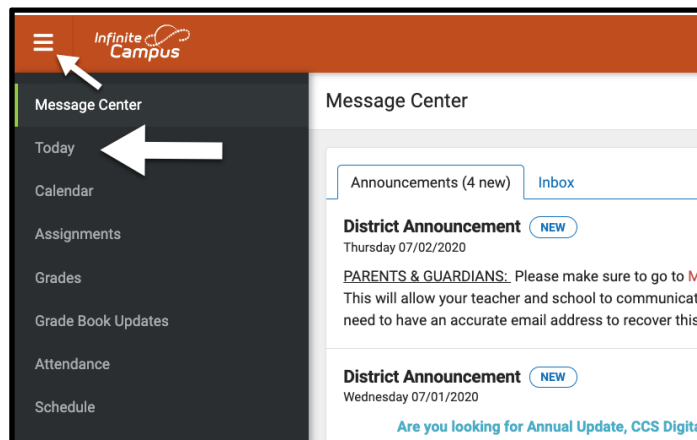 Infinite
Campus
Message Center
Today
Calendar
Assignments
Grades
Grade Book Updates
Attendance
Schedule
Message Center
Announcements (4 new) Inbox
District Announcement NEW
Thursday 07/02/2020
PARENTS & GUARDIANS: Please make sure to go to
This will allow your teacher and school to
need to have an accurate email address to recover this
District Announcement NEW
Wednesday 07/01/2020
Are you looking for Annual Update, CCS